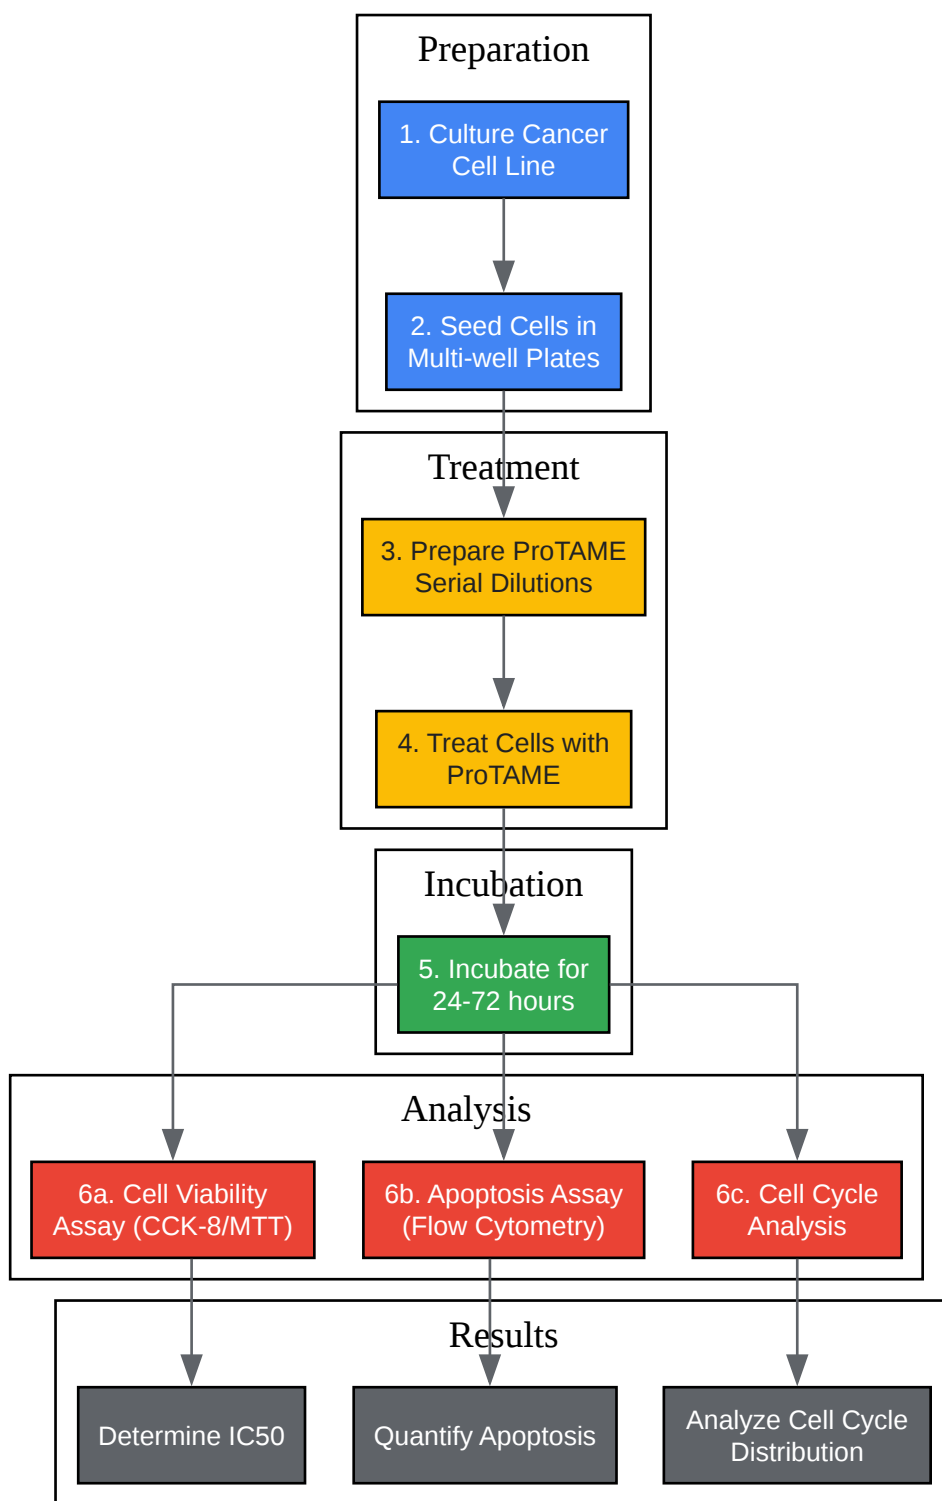 Preparation
1. Culture Cancer
Cell Line
2. Seed Cells in
Multi-well Plates
Treatment
3. Prepare ProTAME
Serial Dilutions
4. Treat Cells with
ProTAME
Incubation
5. Incubate for
24-72 hours
Analysis
6a. Cell Viability
Assay (CCK-8/MTT)
6b. Apoptosis Assay
(Flow Cytometry)
6c. Cell Cycle
Analysis
Results
Determine IC50
Quantify Apoptosis
Analyze Cell Cycle
Distribution